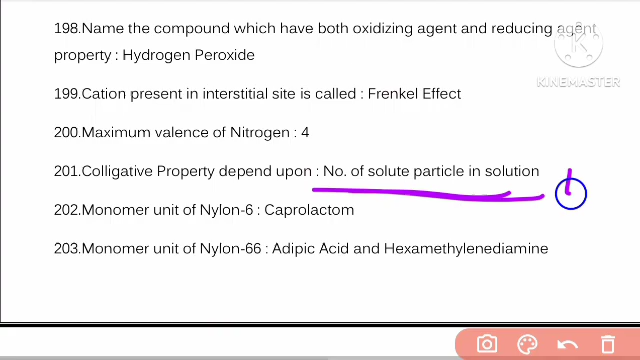 198.Name the compound which have both oxidizing agent and reducing agent
property : Hydrogen Peroxide
K
KINEMASTER
199.Cation present in interstitial site is called : Frenkel Effect
200.Maximum valence of Nitrogen : 4
201.Colligative Property depend upon : No. of solute particle in solution
202.Monomer unit of Nylon-6 : Caprolactom
203.Monomer unit of Nylon-66 : Adipic Acid and Hexamethylenediamine